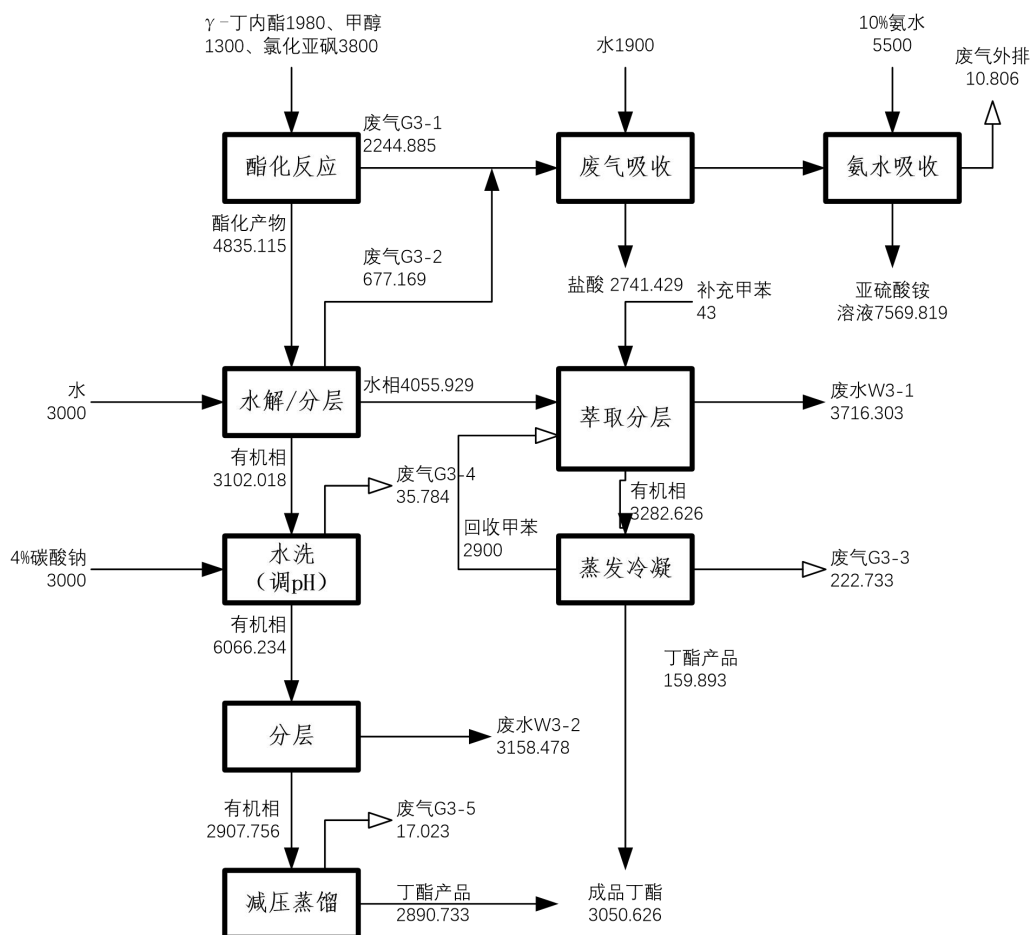 γ-丁内酯1980、甲醇
1300、氯化亚砜3800
水1900
10%氨水
5500
废气外排
10.806
废气G3-1
2244.885
酯化反应
废气吸收
氨水吸收
酯化产物
4835.115
废气G3-2
677.169
盐酸 2741.429
补充甲苯
43
亚硫酸铵
溶液7569.819
水
3000
水解/分层
水相4055.929
萃取分层
废水W3-1
3716.303
有机相
3102.018
废气G3-4
35.784
有机相
3282.626
回收甲苯
2900
4%碳酸钠
3000
水洗
（调pH）
蒸发冷凝
废气G3-3
222.733
有机相
6066.234
丁酯产品
159.893
分层
废水W3-2
3158.478
有机相
2907.756
废气G3-5
17.023
减压蒸馏
丁酯产品
2890.733
成品丁酯
3050.626